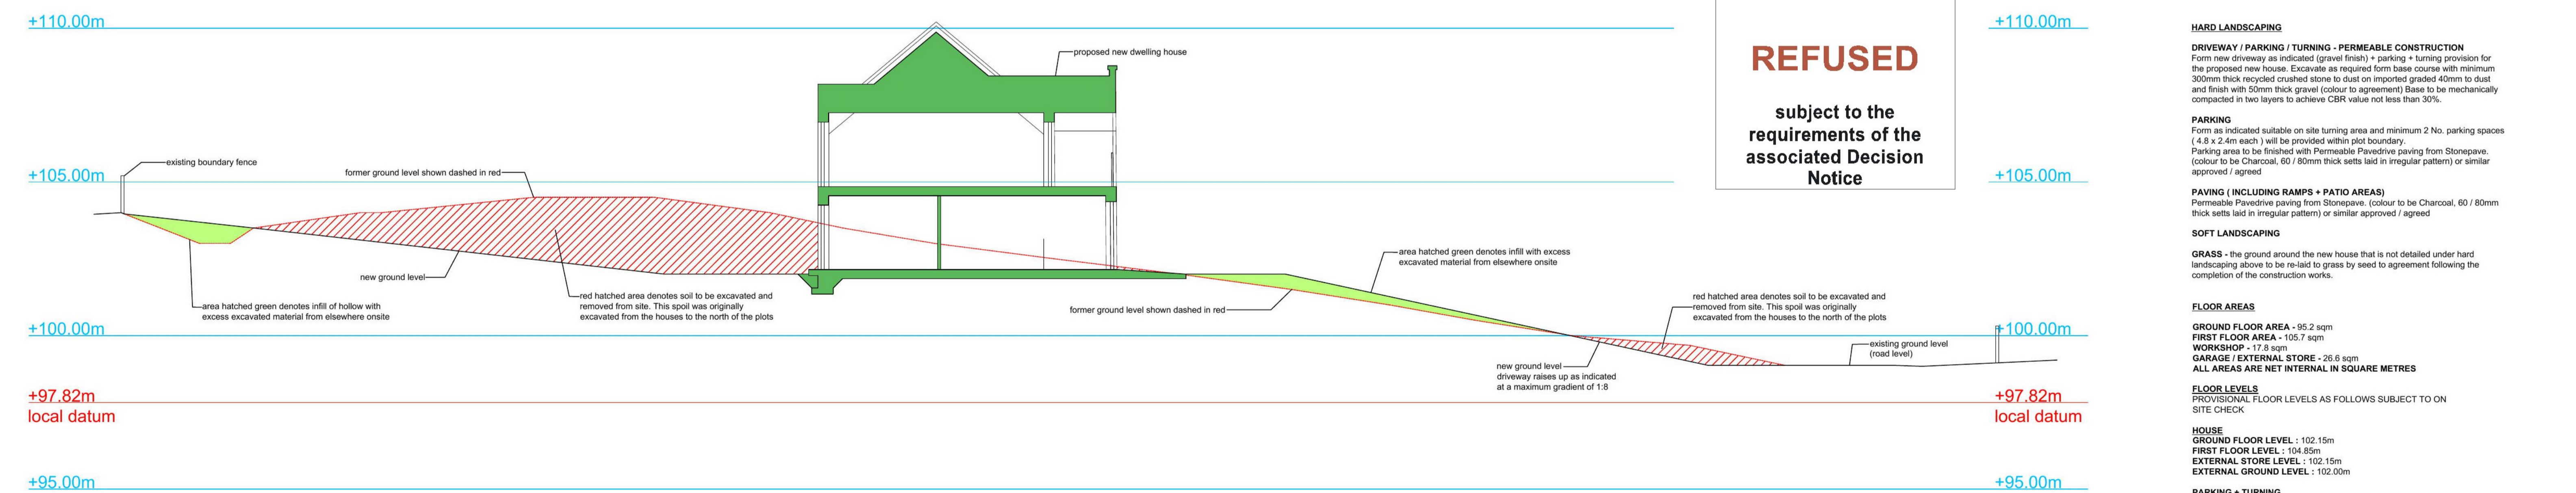 +110.00m
+110.00m
proposed new dwelling house
REFUSED
subject to the
requirements of the
associated Decision
Notice
existing boundary fence
former ground level shown dashed in red
+105.00m
+105.00m
new ground level
area hatched green denotes infill of hollow with
excess excavated material from elsewhere onsite
red hatched area denotes soil to be excavated and
removed from site. This spoil was originally
excavated from the houses to the north of the plots
area hatched green denotes infill with excess
excavated material from elsewhere onsite
former ground level shown dashed in red
red hatched area denotes soil to be excavated and
removed from site. This spoil was originally
excavated from the houses to the north of the plots
+100.00m
+100.00m
existing ground level
(road level)
new ground level
driveway raises up as indicated
at a maximum gradient of 1:8
+97.82m
local datum
+97.82m
local datum
+95.00m
+95.00m
HARD LANDSCAPING
DRIVEWAY / PARKING / TURNING - PERMEABLE CONSTRUCTION
Form new driveway as indicated (gravel finish) + parking + turning provision for
the proposed new house. Excavate as required form base course with minimum
300mm thick recycled crushed stone to dust on imported graded 40mm to dust
and finish with 50mm thick gravel (colour to agreement) Base to be mechanically
compacted in two layers to achieve CBR value not less than 30%.
PARKING
Form as indicated suitable on site turning area and minimum 2 No. parking spaces
( 4.8 x 2.4m each ) will be provided within plot boundary.
Parking area to be finished with Permeable Pavedrive paving from Stonepave.
(colour to be Charcoal, 60 / 80mm thick setts laid in irregular pattern) or similar
approved / agreed
PAVING ( INCLUDING RAMPS + PATIO AREAS)
Permeable Pavedrive paving from Stonepave. (colour to be Charcoal, 60 / 80mm
thick setts laid in irregular pattern) or similar approved / agreed
SOFT LANDSCAPING
GRASS - the ground around the new house that is not detailed under hard
landscaping above to be re-laid to grass by seed to agreement following the
completion of the construction works.
FLOOR AREAS
GROUND FLOOR AREA - 95.2 sqm
FIRST FLOOR AREA - 105.7 sqm
WORKSHOP - 17.8 sqm
GARAGE / EXTERNAL STORE - 26.6 sqm
ALL AREAS ARE NET INTERNAL IN SQUARE METRES
FLOOR LEVELS
PROVISIONAL FLOOR LEVELS AS FOLLOWS SUBJECT TO ON
SITE CHECK
HOUSE
GROUND FLOOR LEVEL : 102.15m
FIRST FLOOR LEVEL : 104.85m
EXTERNAL STORE LEVEL : 102.15m
EXTERNAL GROUND LEVEL : 102.00m
PARKING + TURNING